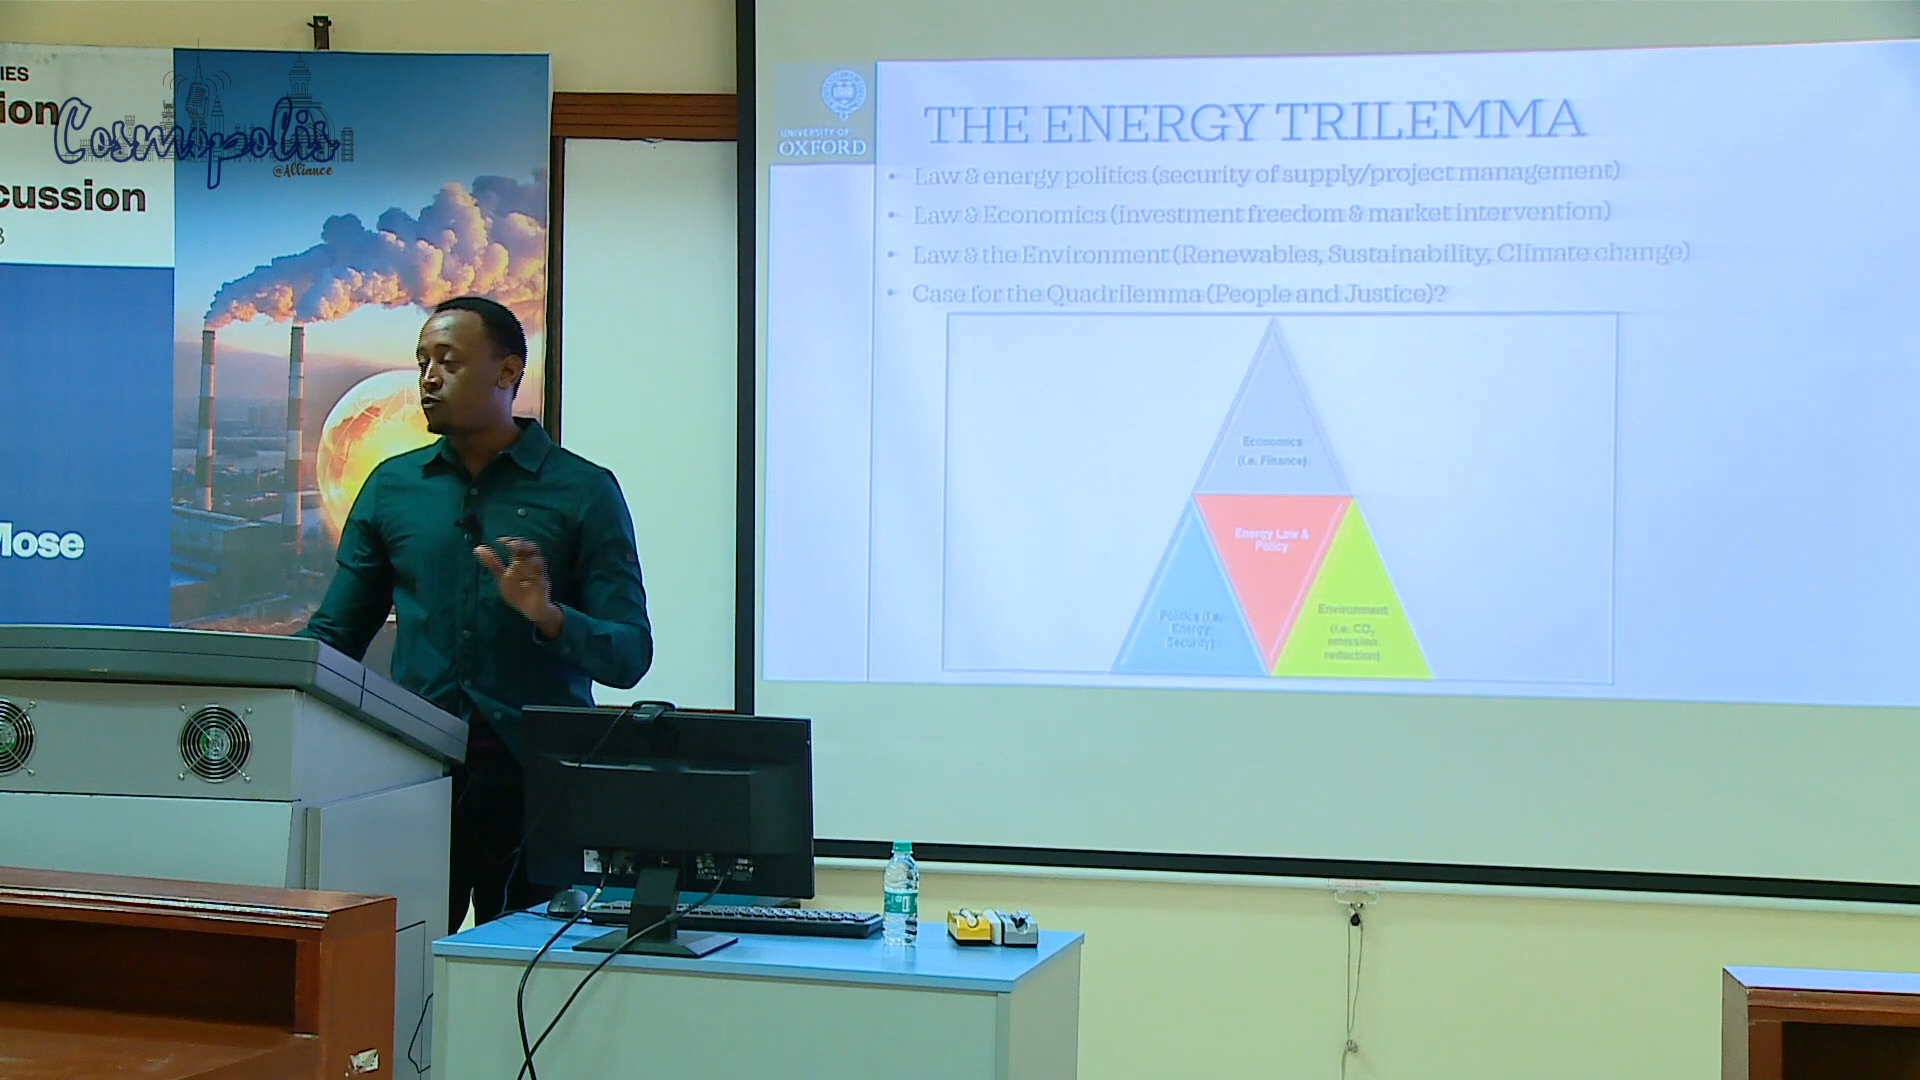 IES
ion
Cosmopolis
@Alliance
cussion
Mose
UNIVERSITY OF
OXFORD
THE ENERGY TRILEMMA
• Law & energy politics (security of supply/project management)
• Law & Economics (investment freedom & market intervention)
• Law & the Environment (Renewables, Sustainability, Climate change)
• Case for the Quadrilemma (People and Justice)?
Economics
(i.e. Finance)
Energy Law &
Policy
Politics (i.e.
Energy
Security)
Environment
(i.e. CO2
emission
reduction)